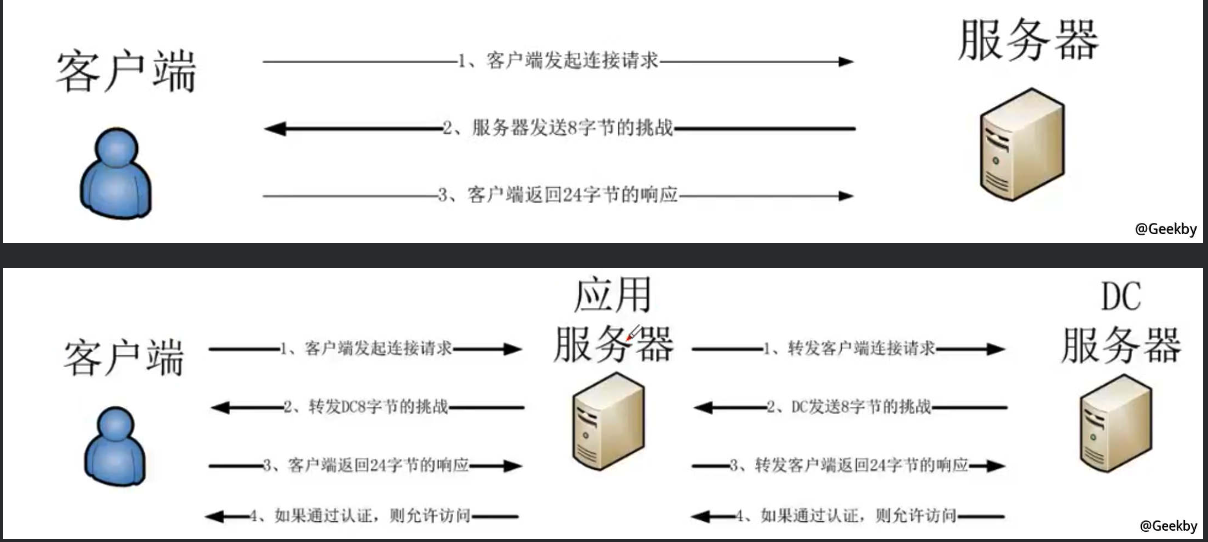 客户端
1、客户端发起连接请求
服务器
2、服务器发送8字节的挑战
3、客户端返回24字节的响应
@Geekby
客户端
应用
服务器
DC
服务器
1、客户端发起连接请求
1、转发客户端连接请求
2、转发DC8字节的挑战
2、DC发送8字节的挑战
3、客户端返回24字节的响应
3、转发客户端返回24字节的响应
4、如果通过认证，则允许访问
4、如果通过认证，则允许访问
@Geekby